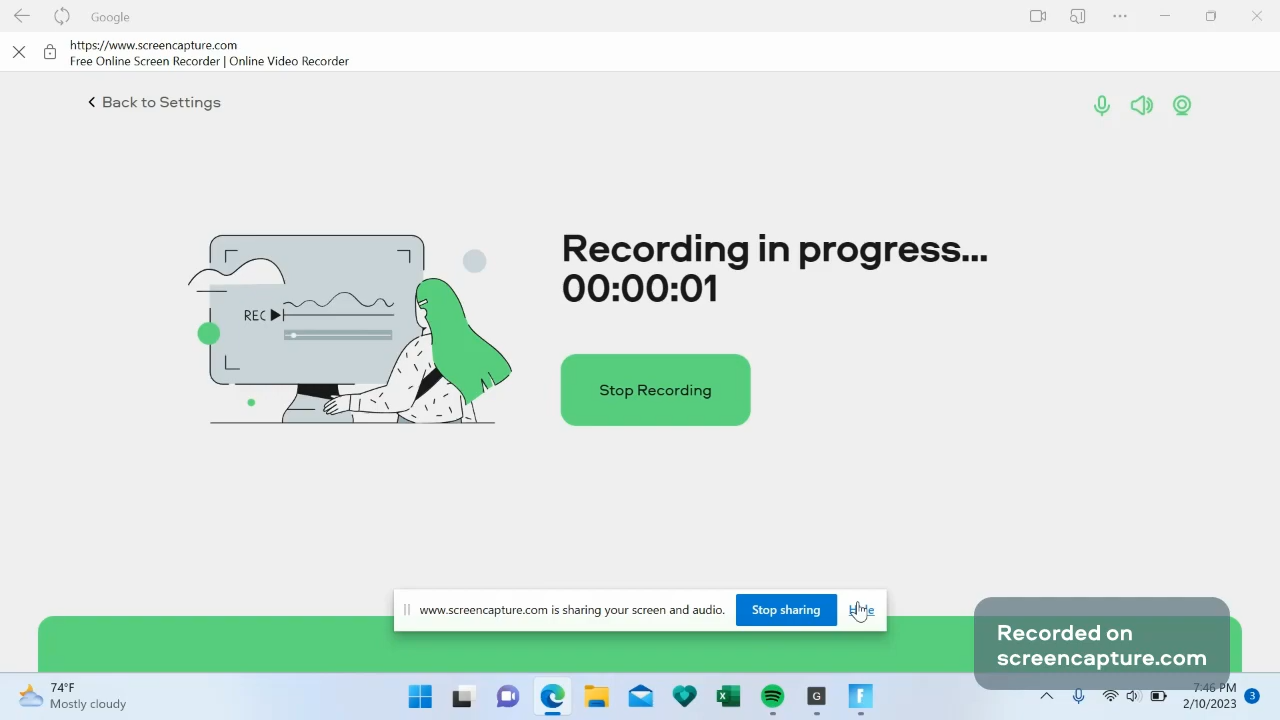 Google
https://www.screencapture.com
Free Online Screen Recorder | Online Video Recorder
Back to Settings
Recording in progress...
00:00:01
REC
Stop Recording
www.screencapture.com is sharing your screen and audio.
Stop sharing
Hide
Recorded on
screencapture.com
74°F
Mostly cloudy
X
G
F
7:46 PM
2/10/2023
3